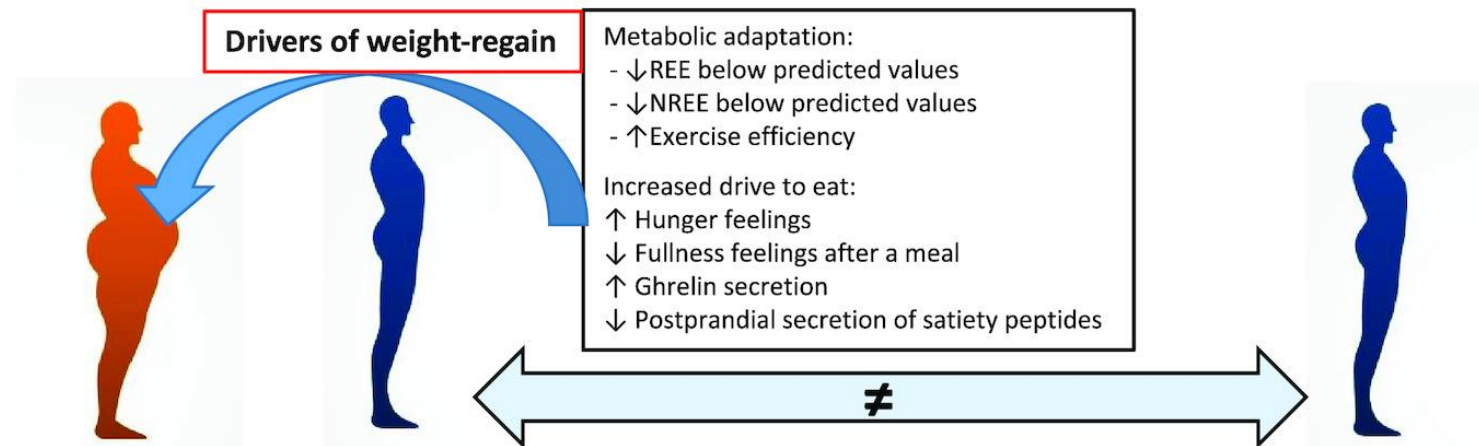 Drivers of weight-regain
Metabolic adaptation:
- ↓REE below predicted values
- ↓NREE below predicted values
- ↑Exercise efficiency
Increased drive to eat:
↑ Hunger feelings
↓ Fullness feelings after a meal
↑ Ghrelin secretion
↓ Postprandial secretion of satiety peptides
≠